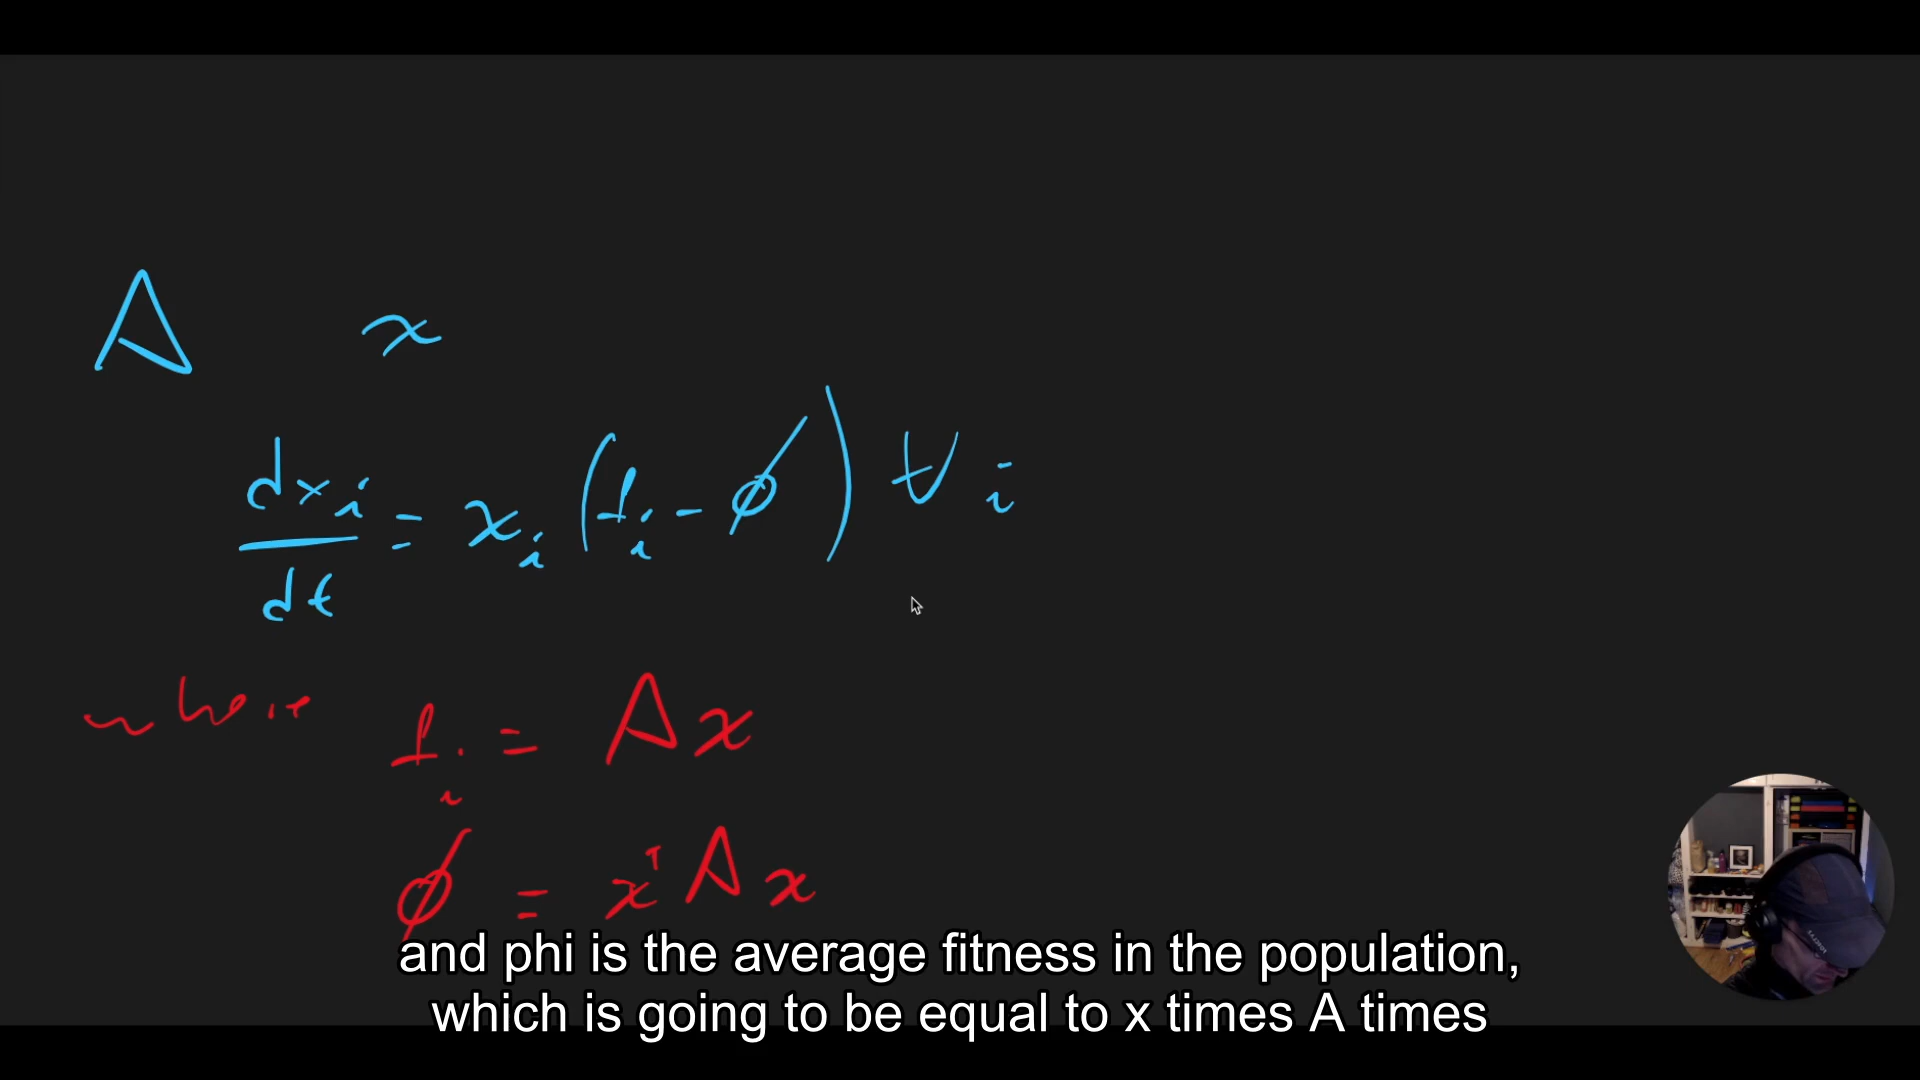 A x
dxi/dt = xi (fi - φ) ∀ i
where fi = Ax
φ = xᵀAx
and phi is the average fitness in the population,
which is going to be equal to x times A times